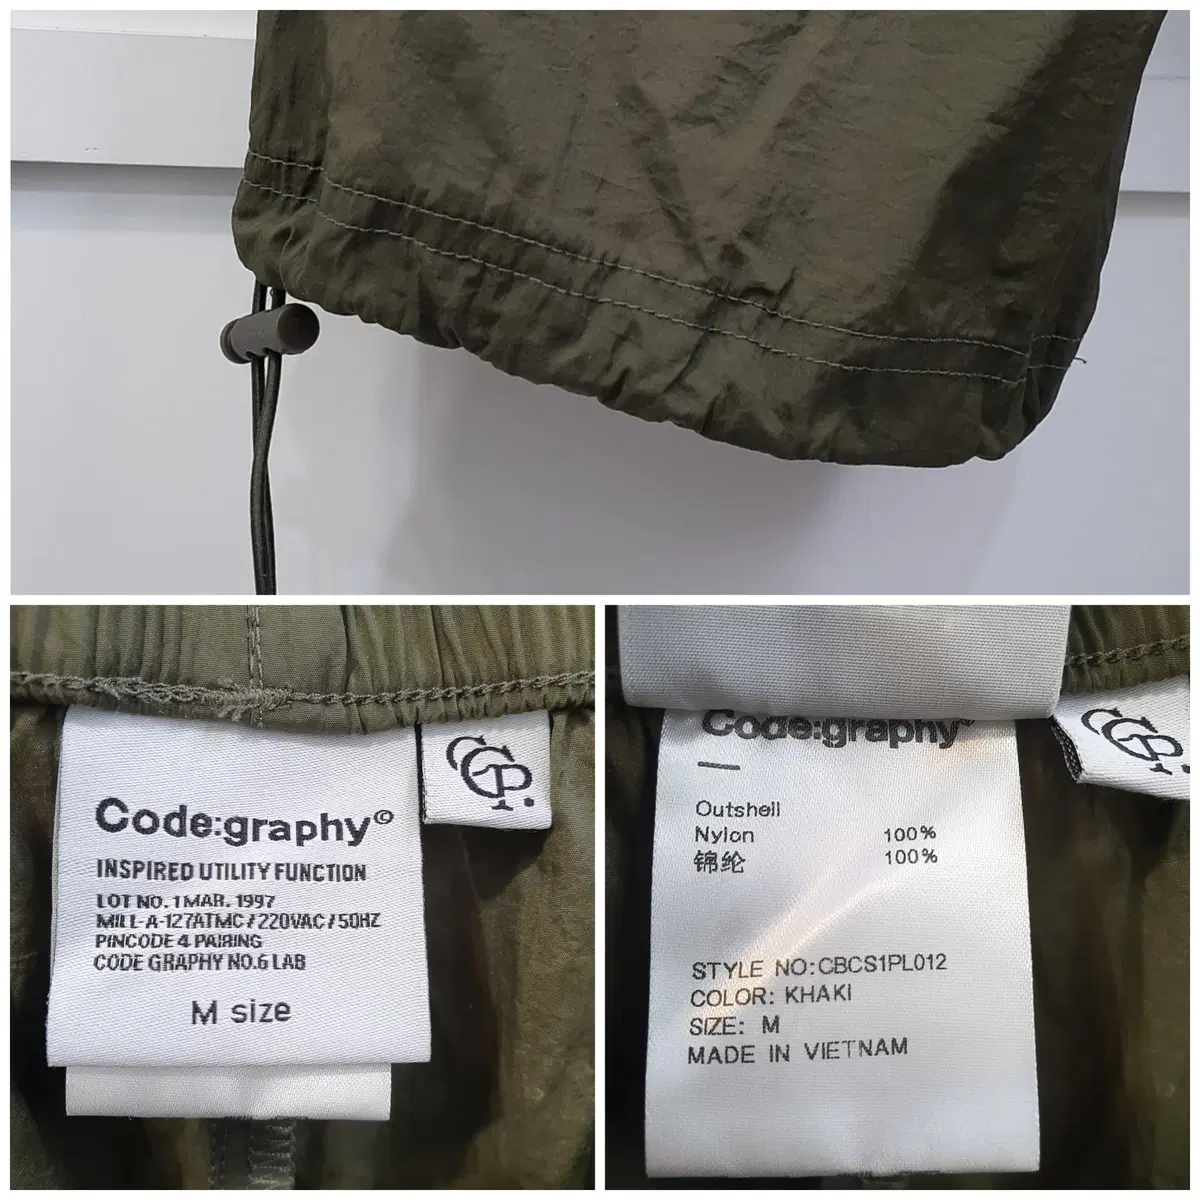 Code:graphy©
INSPIRED UTILITY FUNCTION
LOT NO. 1 MAR. 1997
MILL-A-127ATMC / 220VAC / 50HZ
PINCODE 4 PAIRING
CODE GRAPHY NO.6 LAB
M size
CGP.
Code:graphy
Outshell
Nylon 100%
锦纶 100%
STYLE NO:CBCS1PL012
COLOR: KHAKI
SIZE: M
MADE IN VIETNAM
CGP.